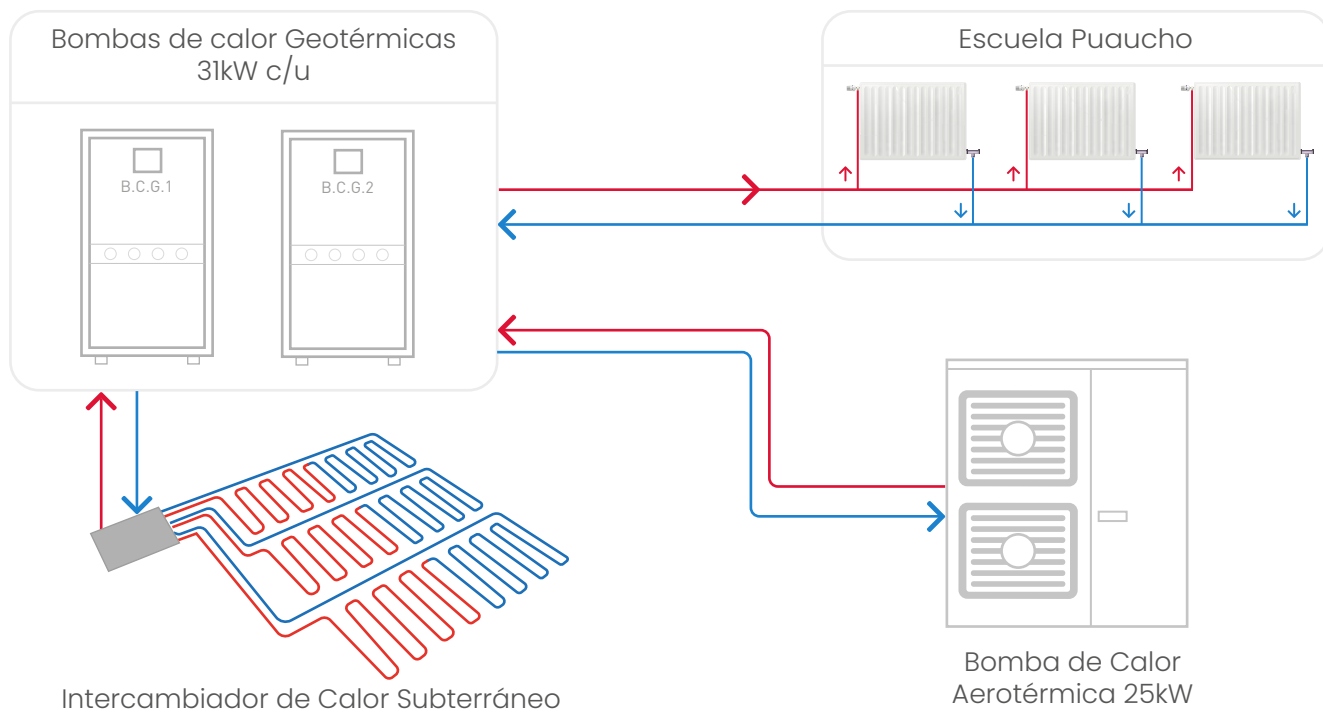 Bombas de calor Geotérmicas
31kW c/u
B.C.G.1
B.C.G.2
Escuela Puaucho
Intercambiador de Calor Subterráneo
Bomba de Calor
Aerotérmica 25kW